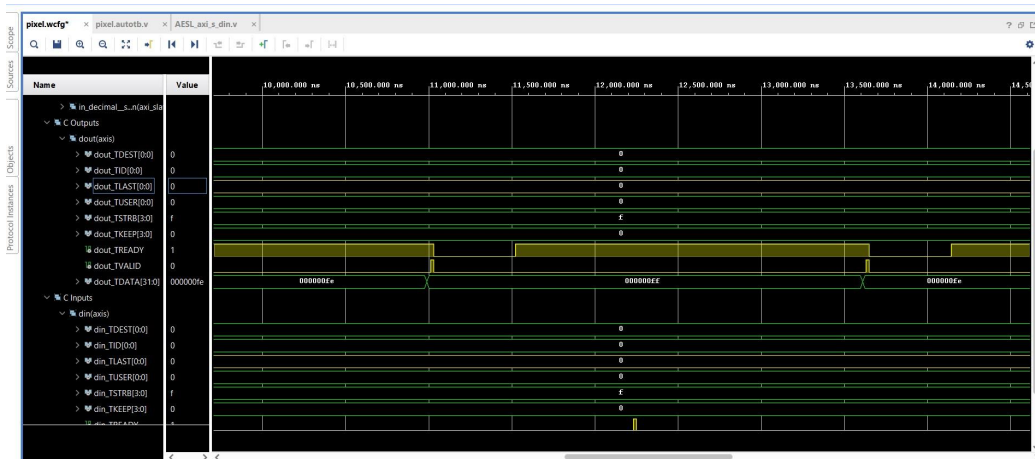 pixel.wcfg* × pixel.autotb.v × AESL_axi_s_din.v ×
Scope
Sources
Objects
Protocol Instances
Name Value
10,000.000 ns 10,500.000 ns 11,000.000 ns 11,500.000 ns 12,000.000 ns 12,500.000 ns 13,000.000 ns 13,500.000 ns 14,000.000 ns 14,50
in_decimal__s...n(axi_sla
C Outputs
dout(axis)
dout_TDEST[0:0] 0 0
dout_TID[0:0] 0 0
dout_TLAST[0:0] 0 0
dout_TUSER[0:0] 0 0
dout_TSTRB[3:0] f f
dout_TKEEP[3:0] 0 0
dout_TREADY 1
dout_TVALID 0
dout_TDATA[31:0] 000000fe 000000fe 000000ff 000000fe
C Inputs
din(axis)
din_TDEST[0:0] 0 0
din_TID[0:0] 0 0
din_TLAST[0:0] 0 0
din_TUSER[0:0] 0 0
din_TSTRB[3:0] f f
din_TKEEP[3:0] 0 0
din_TREADY 1